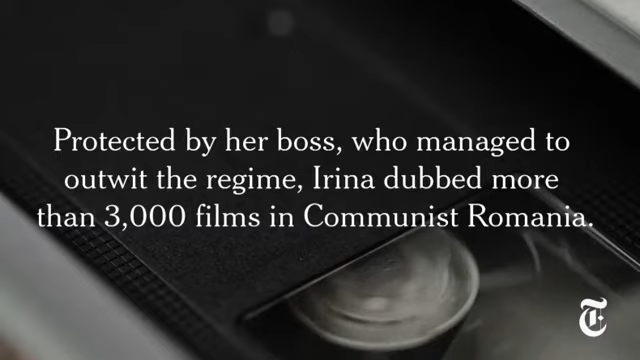 Protected by her boss, who managed to
outwit the regime, Irina dubbed more
than 3,000 films in Communist Romania.
T